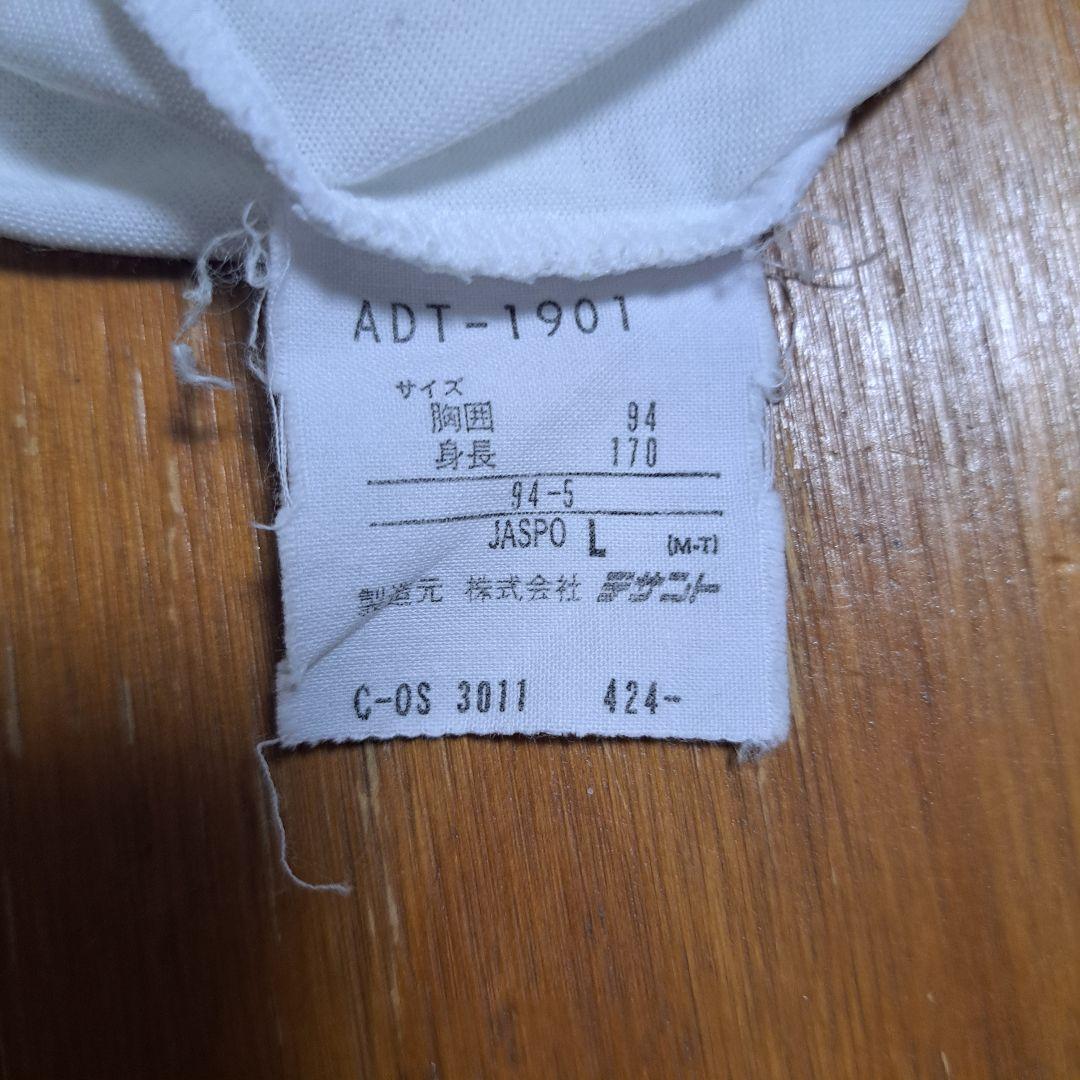 ADT-1901
サイズ
胸囲 94
身長 170
94-5
JASPO L (M-T)
製造元 株式会社 デサント
C-OS 3011 424-